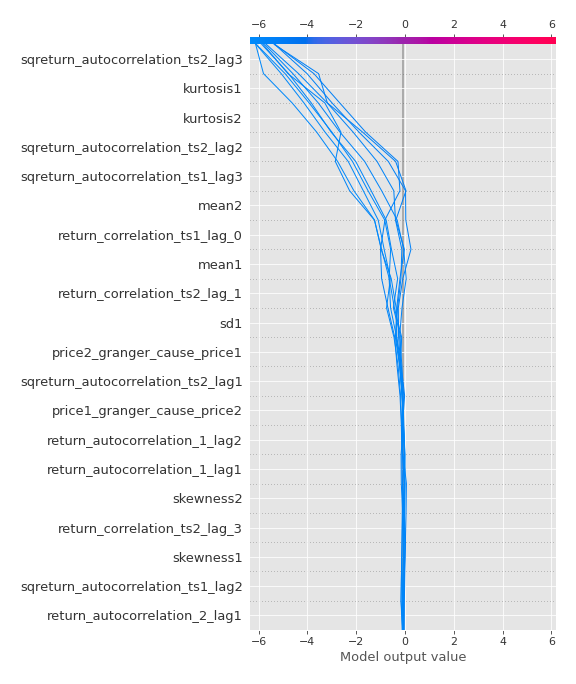 −6 −4 −2 0 2 4 6
sqreturn_autocorrelation_ts2_lag3
kurtosis1
kurtosis2
sqreturn_autocorrelation_ts2_lag2
sqreturn_autocorrelation_ts1_lag3
mean2
return_correlation_ts1_lag_0
mean1
return_correlation_ts2_lag_1
sd1
price2_granger_cause_price1
sqreturn_autocorrelation_ts2_lag1
price1_granger_cause_price2
return_autocorrelation_1_lag2
return_autocorrelation_1_lag1
skewness2
return_correlation_ts2_lag_3
skewness1
sqreturn_autocorrelation_ts1_lag2
return_autocorrelation_2_lag1
−6 −4 −2 0 2 4 6
Model output value